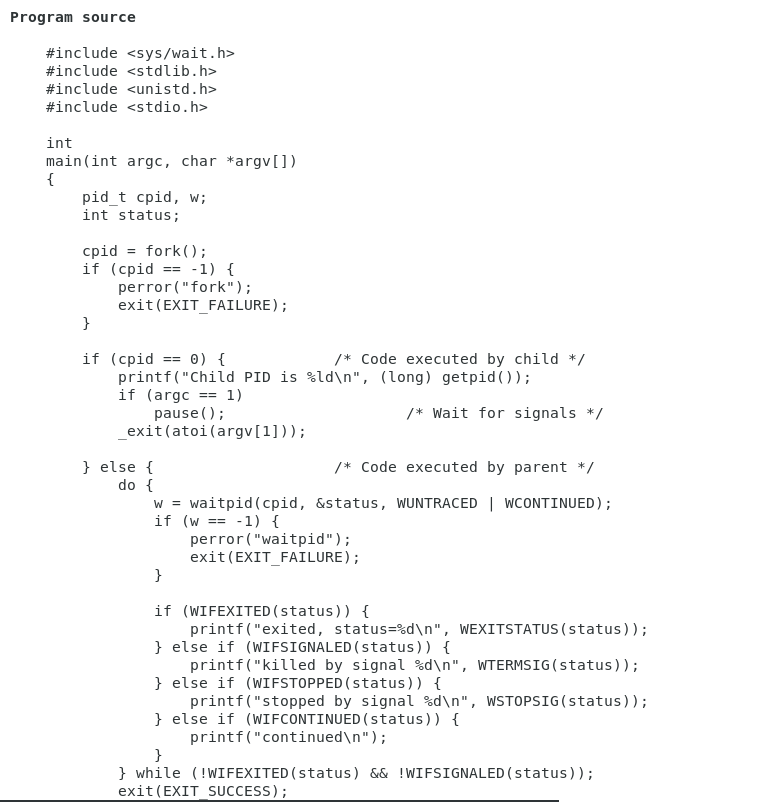 Program source

    #include <sys/wait.h>
    #include <stdlib.h>
    #include <unistd.h>
    #include <stdio.h>

    int
    main(int argc, char *argv[])
    {
        pid_t cpid, w;
        int status;

        cpid = fork();
        if (cpid == -1) {
            perror("fork");
            exit(EXIT_FAILURE);
        }

        if (cpid == 0) {            /* Code executed by child */
            printf("Child PID is %ld\n", (long) getpid());
            if (argc == 1)
                pause();                    /* Wait for signals */
            _exit(atoi(argv[1]));

        } else {                    /* Code executed by parent */
            do {
                w = waitpid(cpid, &status, WUNTRACED | WCONTINUED);
                if (w == -1) {
                    perror("waitpid");
                    exit(EXIT_FAILURE);
                }

                if (WIFEXITED(status)) {
                    printf("exited, status=%d\n", WEXITSTATUS(status));
                } else if (WIFSIGNALED(status)) {
                    printf("killed by signal %d\n", WTERMSIG(status));
                } else if (WIFSTOPPED(status)) {
                    printf("stopped by signal %d\n", WSTOPSIG(status));
                } else if (WIFCONTINUED(status)) {
                    printf("continued\n");
                }
            } while (!WIFEXITED(status) && !WIFSIGNALED(status));
            exit(EXIT_SUCCESS);